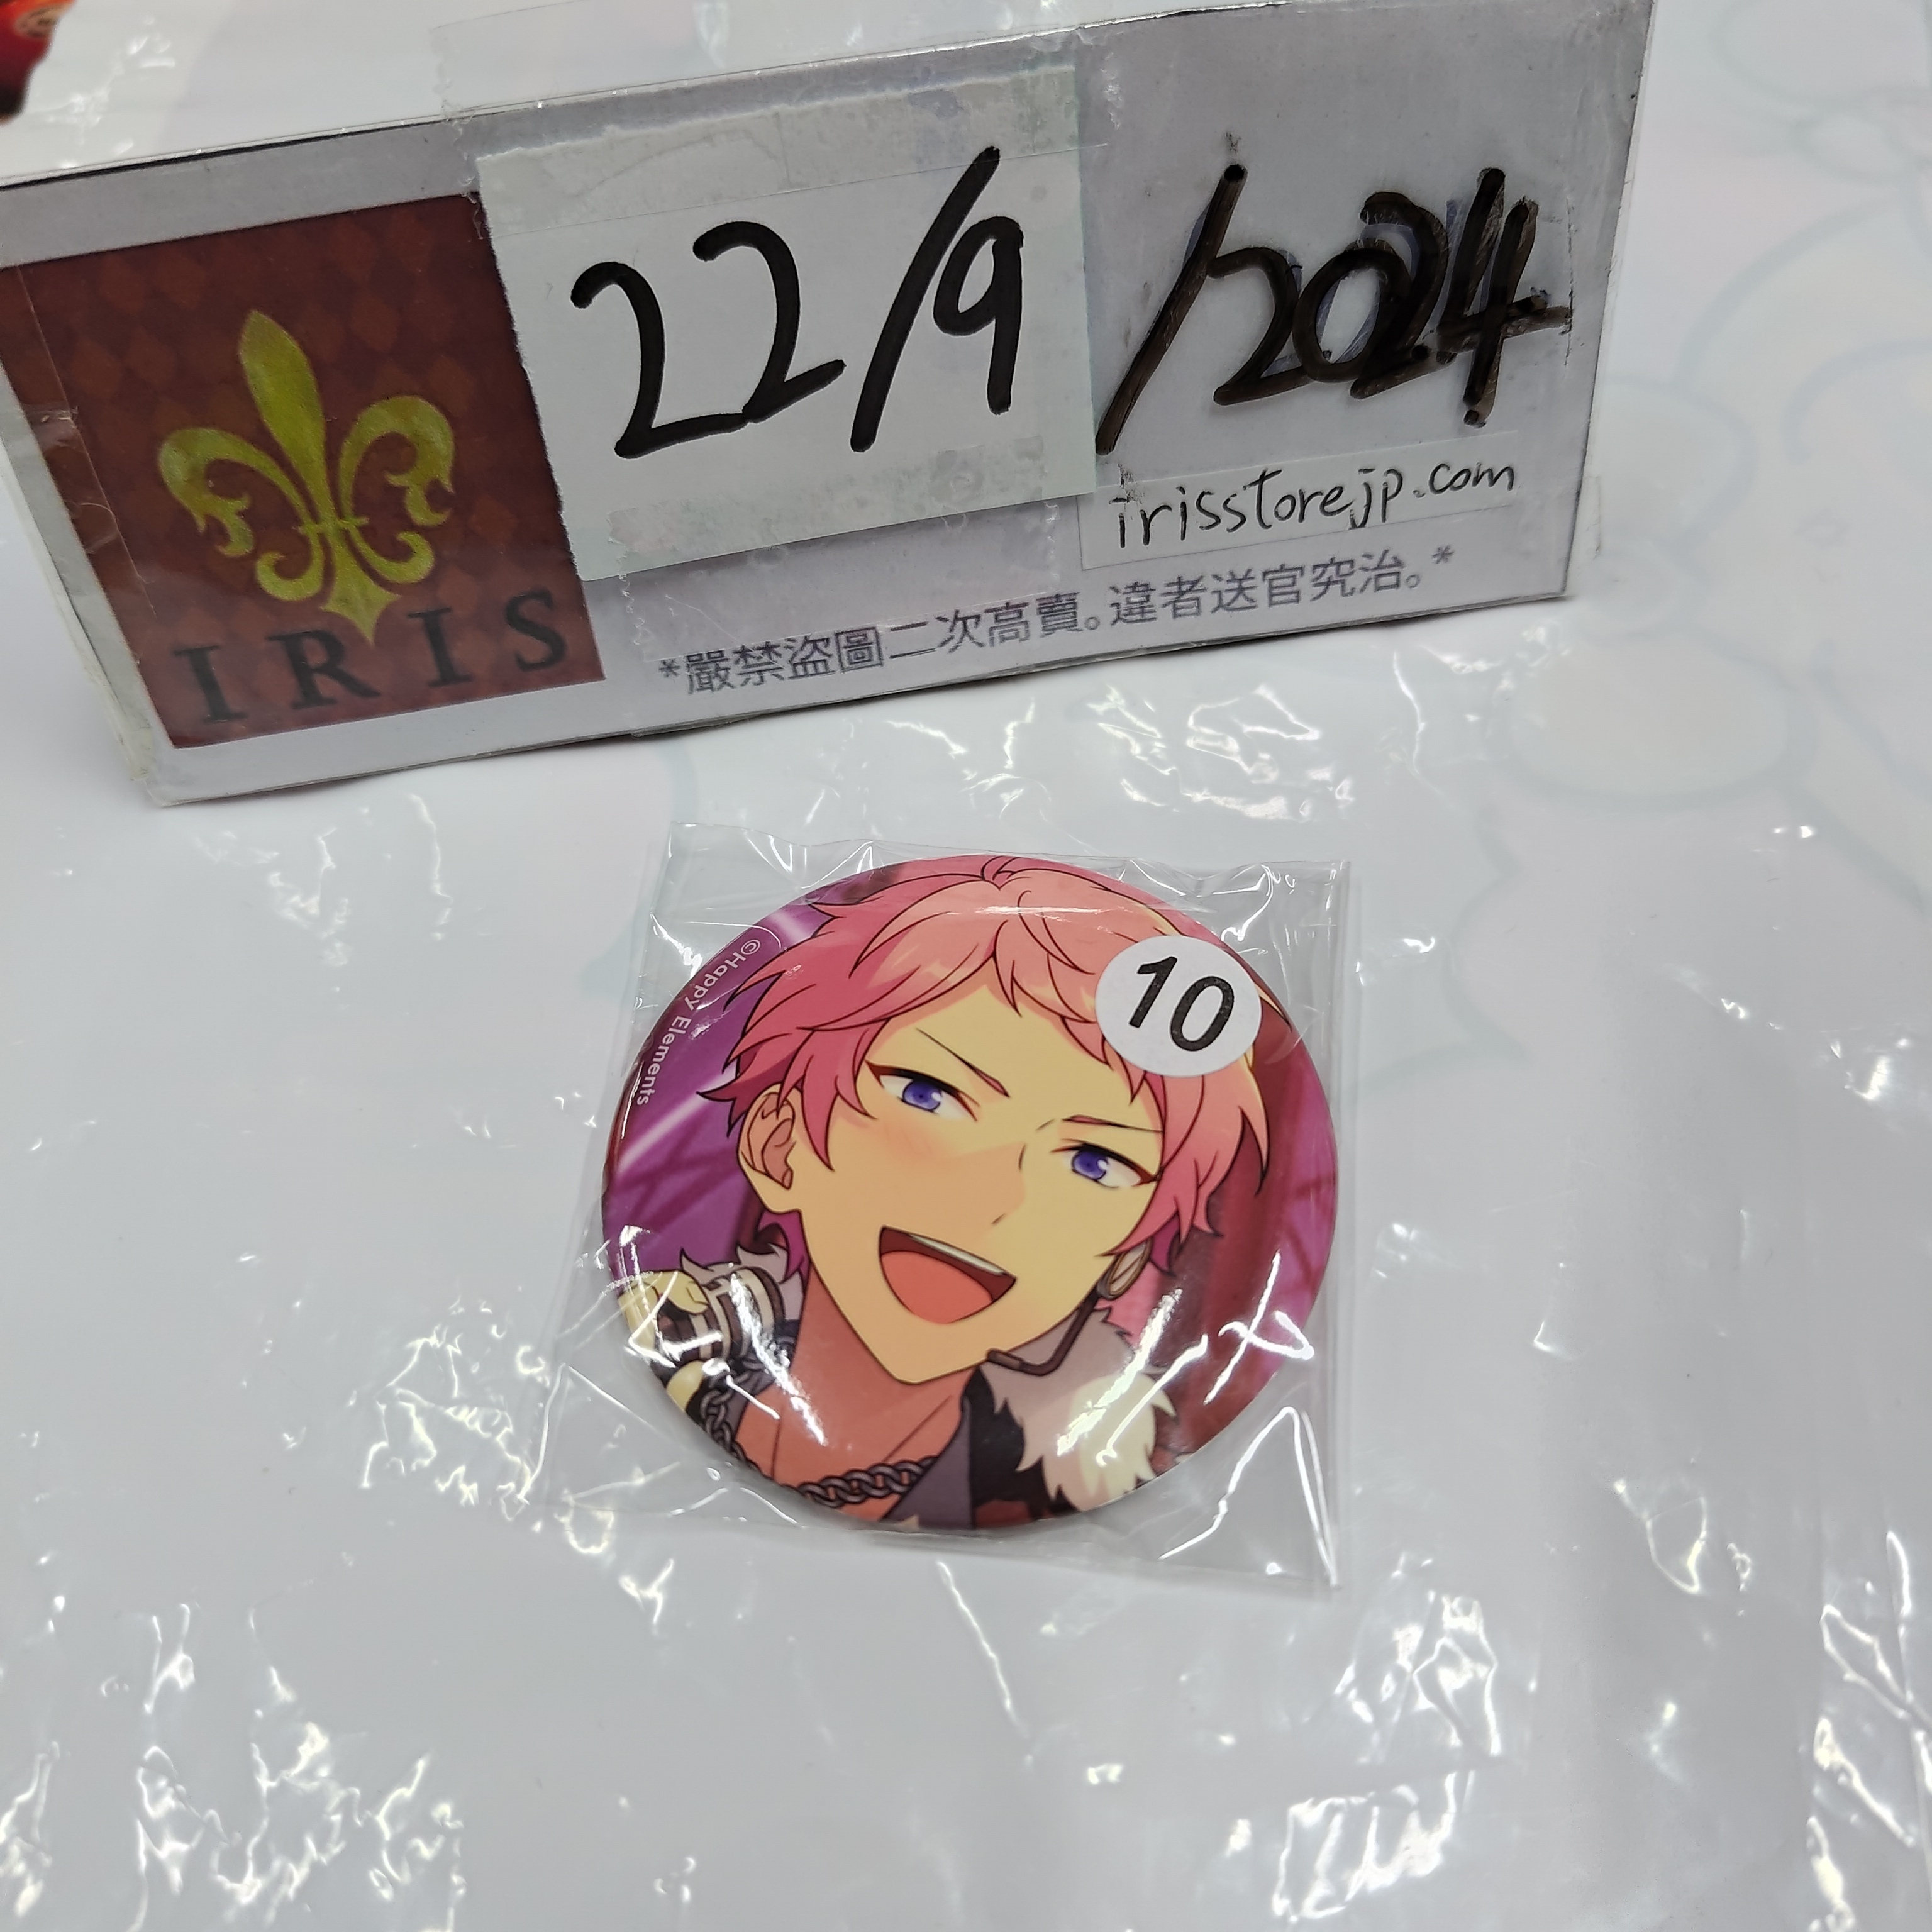 22/9/2024
irisstorejp.com
IRIS
*嚴禁盜圖二次高賣。違者送官究治。*
©Happy Elements
10